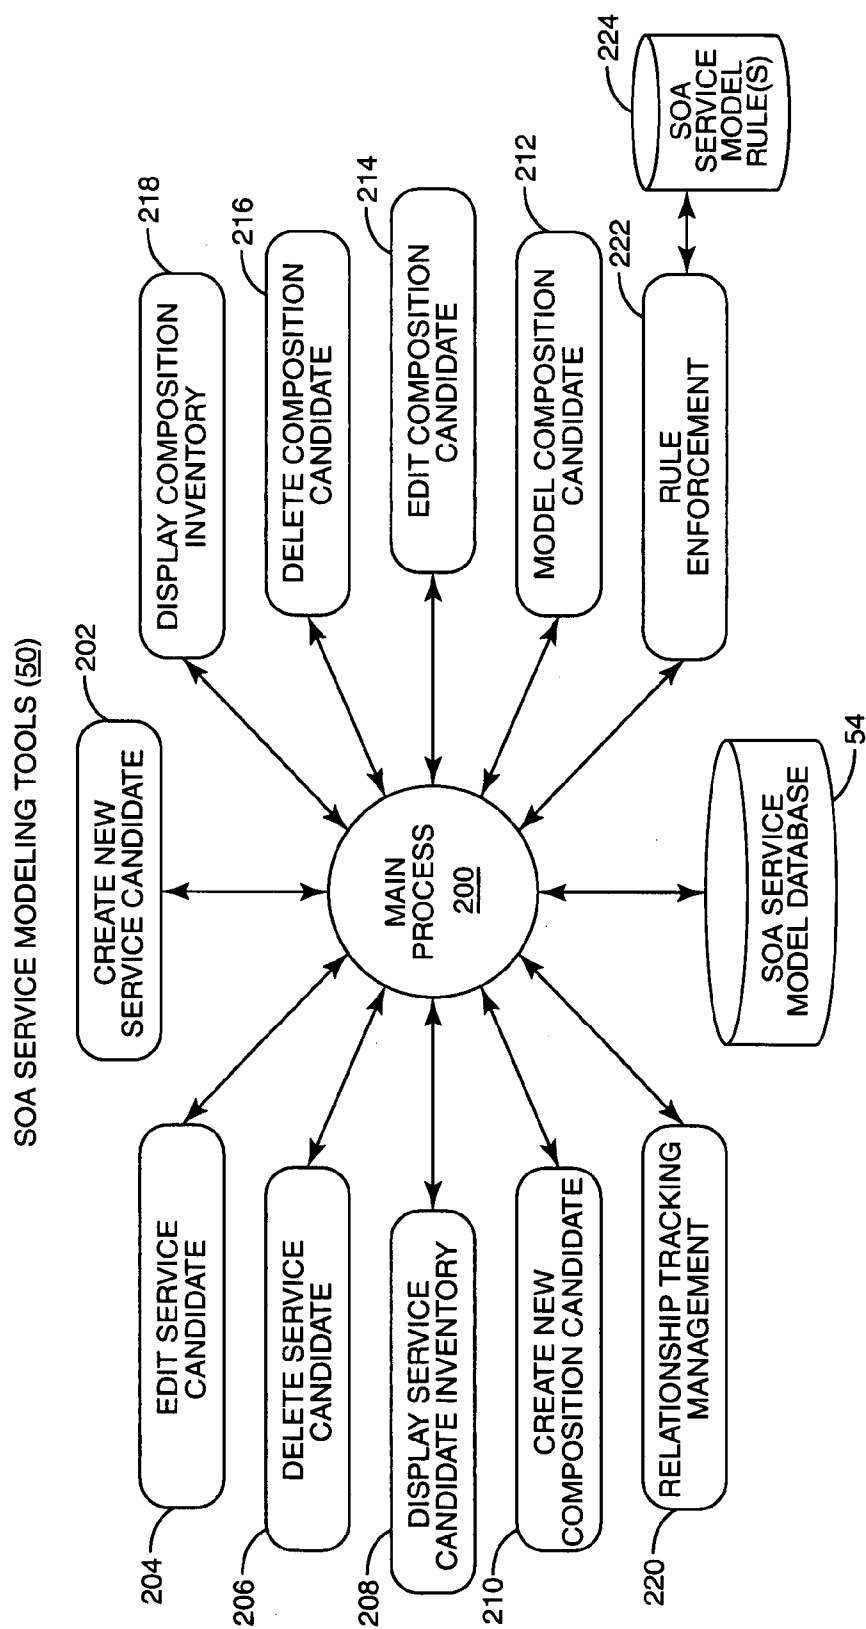 SOA SERVICE MODELING TOOLS (50)
202
CREATE NEW
SERVICE CANDIDATE
204
EDIT SERVICE
CANDIDATE
206
DELETE SERVICE
CANDIDATE
208
DISPLAY SERVICE
CANDIDATE INVENTORY
210
CREATE NEW
COMPOSITION CANDIDATE
220
RELATIONSHIP TRACKING
MANAGEMENT
MAIN
PROCESS
200
SOA SERVICE
MODEL DATABASE
54
218
DISPLAY COMPOSITION
INVENTORY
216
DELETE COMPOSITION
CANDIDATE
214
EDIT COMPOSITION
CANDIDATE
212
MODEL COMPOSITION
CANDIDATE
222
RULE
ENFORCEMENT
224
SOA
SERVICE
MODEL
RULE(S)